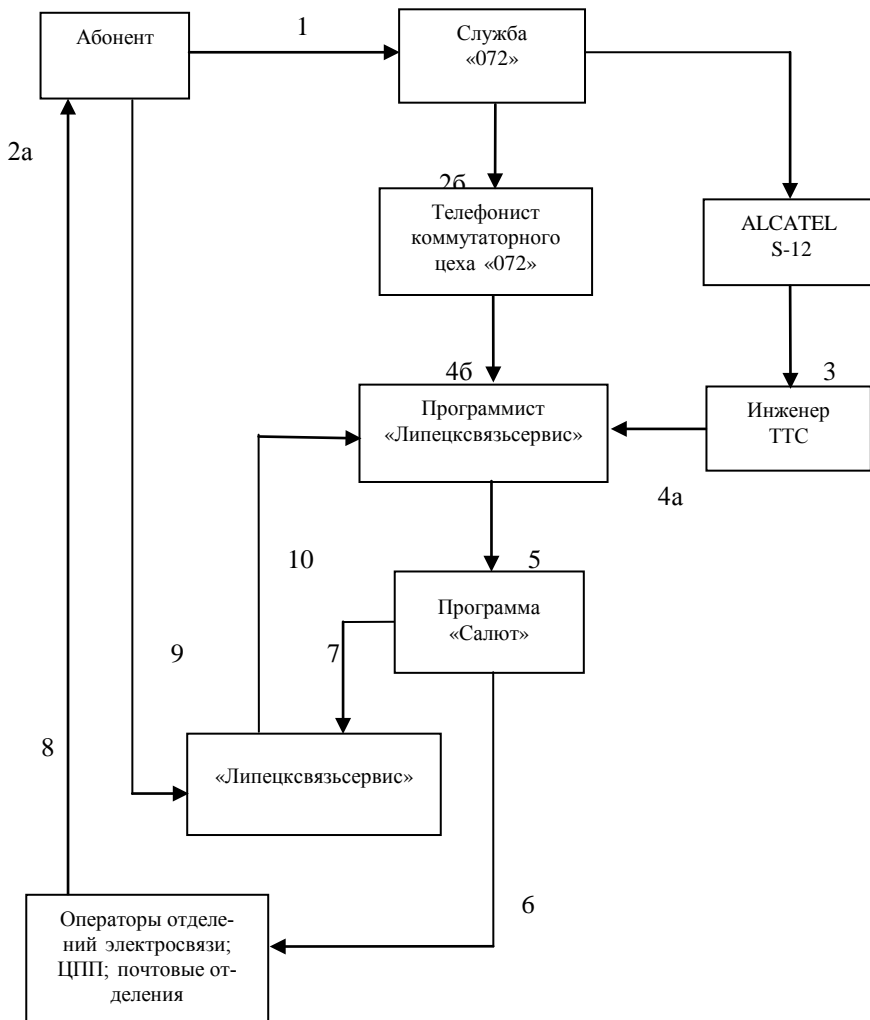 Абонент
1
Служба
«072»
2а
2б
Телефонист
коммутаторного
цеха «072»
ALCATEL
S-12
4б
3
Программист
«Липецксвязьсервис»
Инженер
ТТС
4а
10
5
Программа
«Салют»
9
7
8
«Липецксвязьсервис»
6
Операторы отделе-
ний электросвязи;
ЦПП; почтовые от-
деления